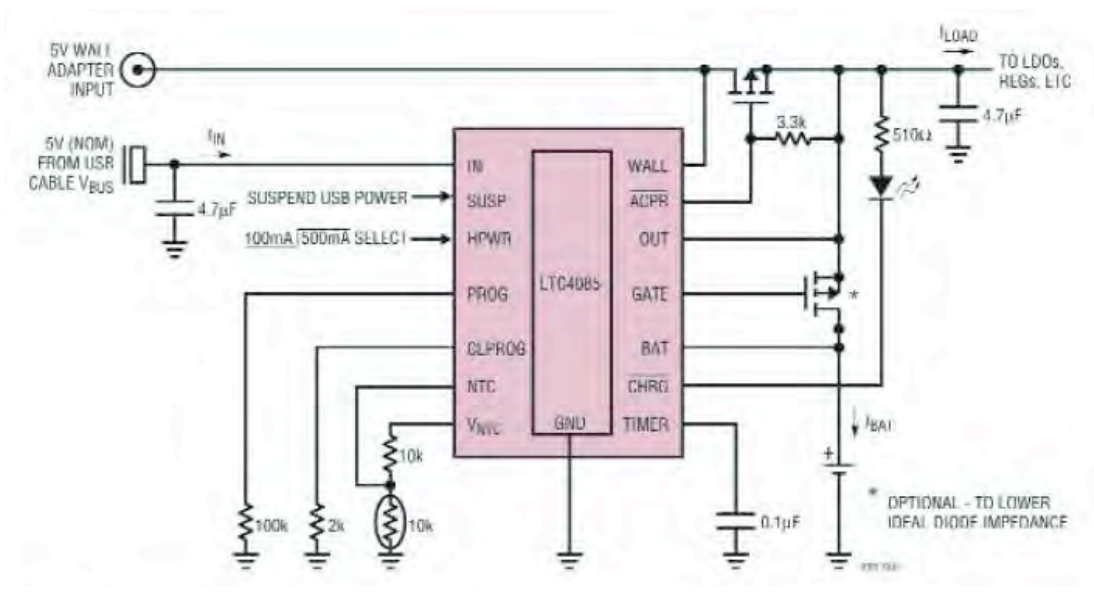 5V WALL
ADAPTER
INPUT
I_LOAD
TO LDOs,
REGs, ETC
4.7µF
510Ω
3.3k
5V (NOM)
FROM USB
CABLE V_BUS
I_IN
4.7µF
SUSPEND USB POWER
100mA 500mA SELECT
IN
SUSP
HPWR
PROG
CLPROG
NTC
V_NTC
LTC4085
GND
WALL
ACPR
OUT
GATE
BAT
CHRG
TIMER
*
I_BAT
+
100k
2k
10k
10k
0.1µF
* OPTIONAL - TO LOWER
IDEAL DIODE IMPEDANCE